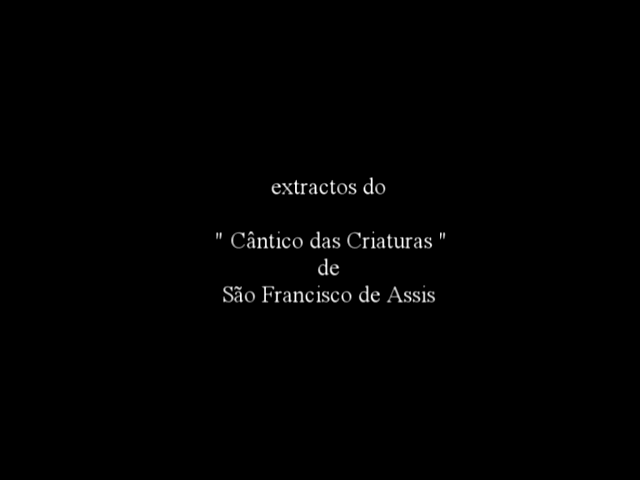 extractos do
" Cântico das Criaturas "
de
São Francisco de Assis